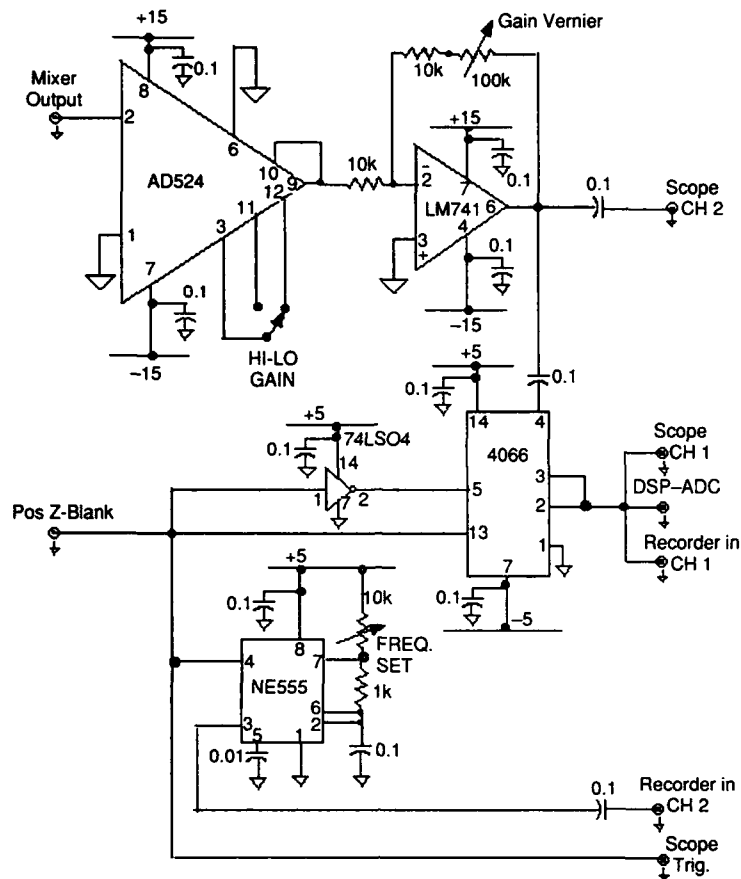 +15
Gain Vernier
0.1
10k
100k
Mixer
Output
8
2
6
+15
10
10k
AD524
9
12
2
−
7
0.1
0.1
Scope
CH 2
11
LM741
6
1
3
3
+
4
0.1
7
0.1
−15
−15
HI-LO
GAIN
+5
0.1
0.1
+5
14
4
0.1
74LSO4
4066
Scope
CH 1
14
3
DSP–ADC
1
7
2
5
2
Pos Z-Blank
13
Recorder in
CH 1
1
+5
7
0.1
10k
0.1
−5
8
FREQ.
SET
4
7
NE555
1k
6
3
2
5
1
0.01
0.1
0.1
Recorder in
CH 2
Scope
Trig.